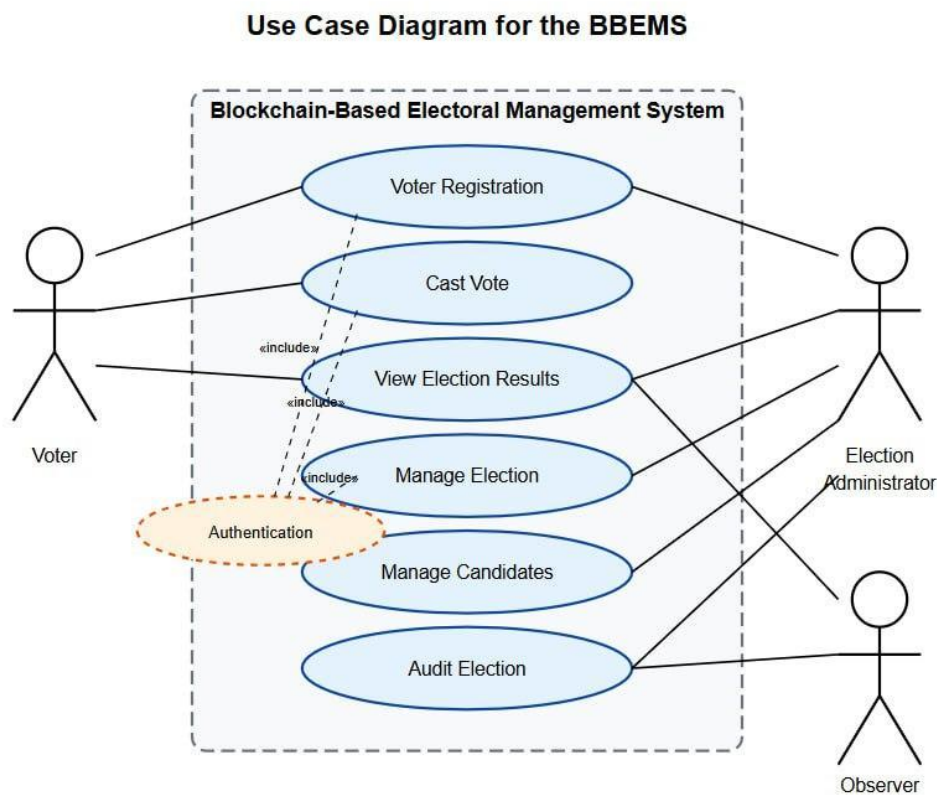 Use Case Diagram for the BBEMS
Blockchain-Based Electoral Management System
Voter Registration
Cast Vote
«include»
View Election Results
«include»
Voter
Manage Election
Election
Administrator
«include»
Authentication
Manage Candidates
Audit Election
Observer